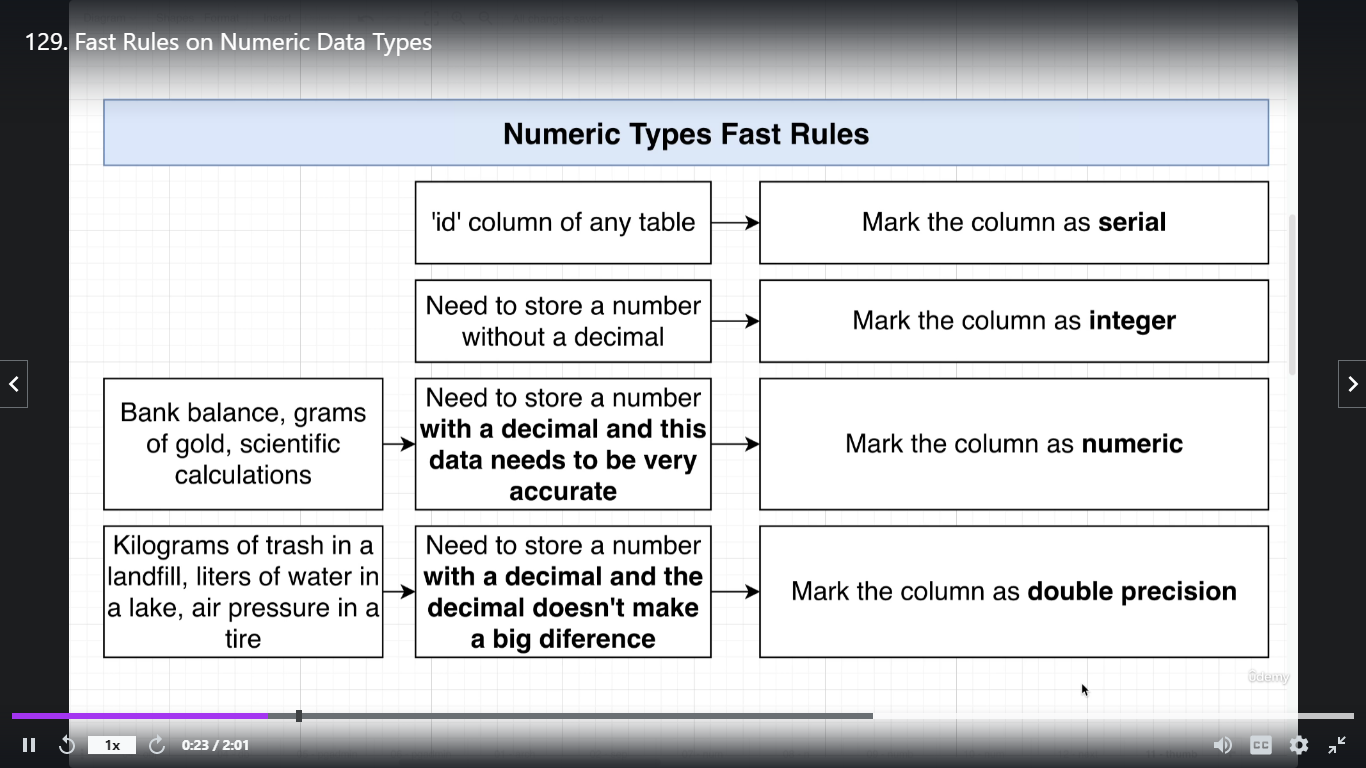 129. Fast Rules on Numeric Data Types
Numeric Types Fast Rules
'id' column of any table
Mark the column as serial
Need to store a number
without a decimal
Mark the column as integer
Bank balance, grams
of gold, scientific
calculations
Need to store a number
with a decimal and this
data needs to be very
accurate
Mark the column as numeric
Kilograms of trash in a
landfill, liters of water in
a lake, air pressure in a
tire
Need to store a number
with a decimal and the
decimal doesn't make
a big diference
Mark the column as double precision
ûdemy
1x
0:23 / 2:01
CC